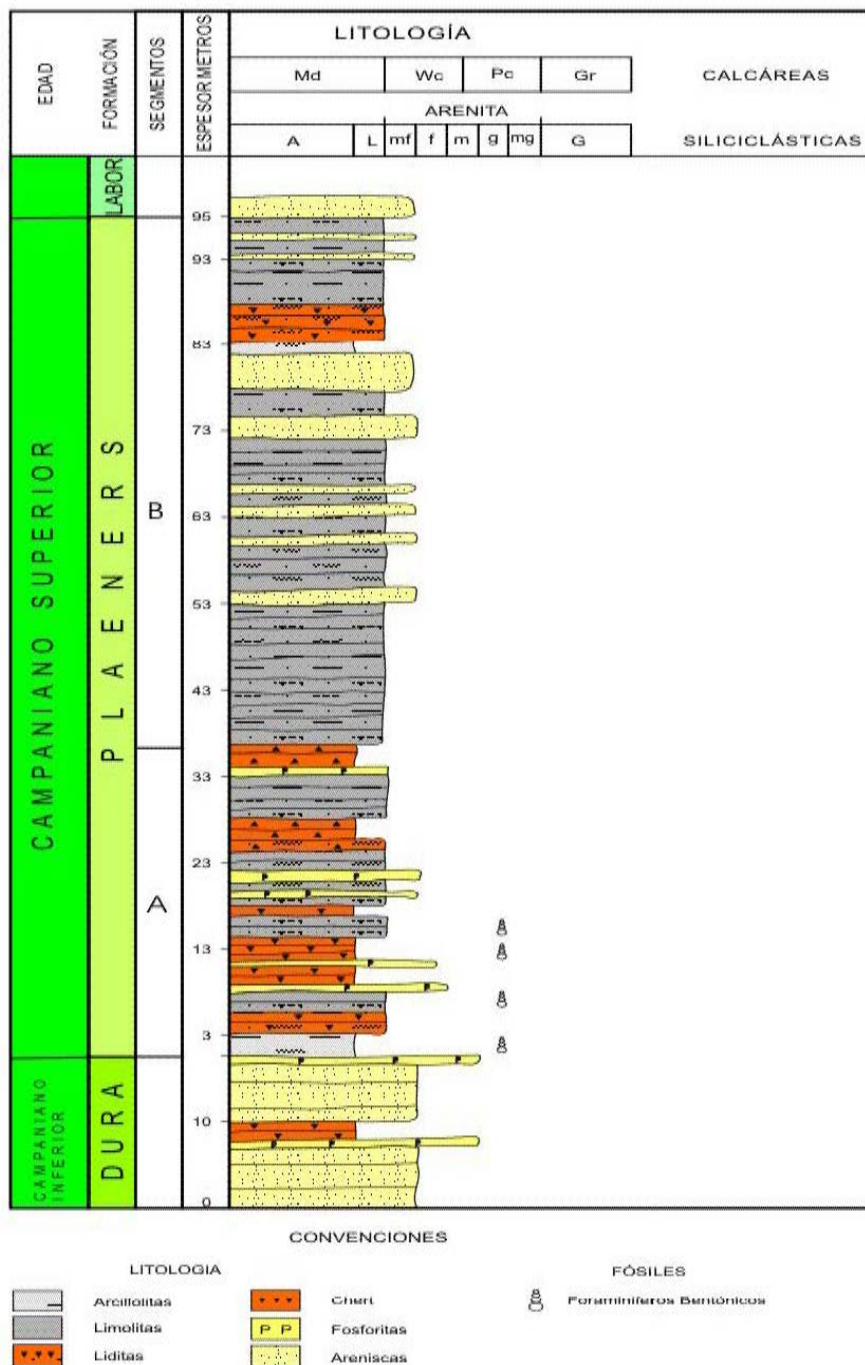 EDAD
FORMACIÓN
SEGMENTOS
ESPESOR METROS
LITOLOGÍA
Md Wc Pc Gr CALCÁREAS
ARENITA
A L mf f m g mg G SILICICLÁSTICAS
CAMPANIANO SUPERIOR
CAMPANIANO INFERIOR
LABOR
PLAENERS
DURA
B
A
95
93
83
73
63
53
43
33
23
13
3
10
0
P P
P P
P P
P
P P
P P P
P P P
CONVENCIONES
LITOLOGIA FÓSILES
Arcillolitas Chert Foraminíferos Bentónicos
Limolitas P P Fosforitas
Liditas Areniscas